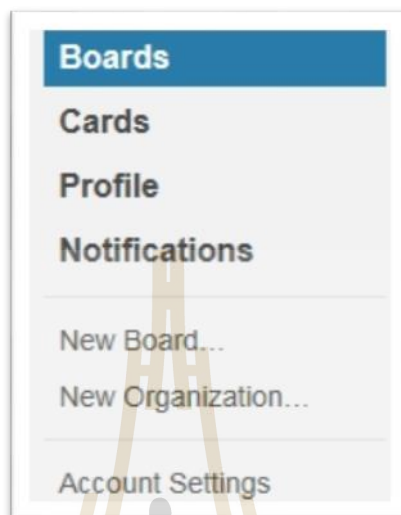 Boards
Cards
Profile
Notifications
New Board...
New Organization...
Account Settings